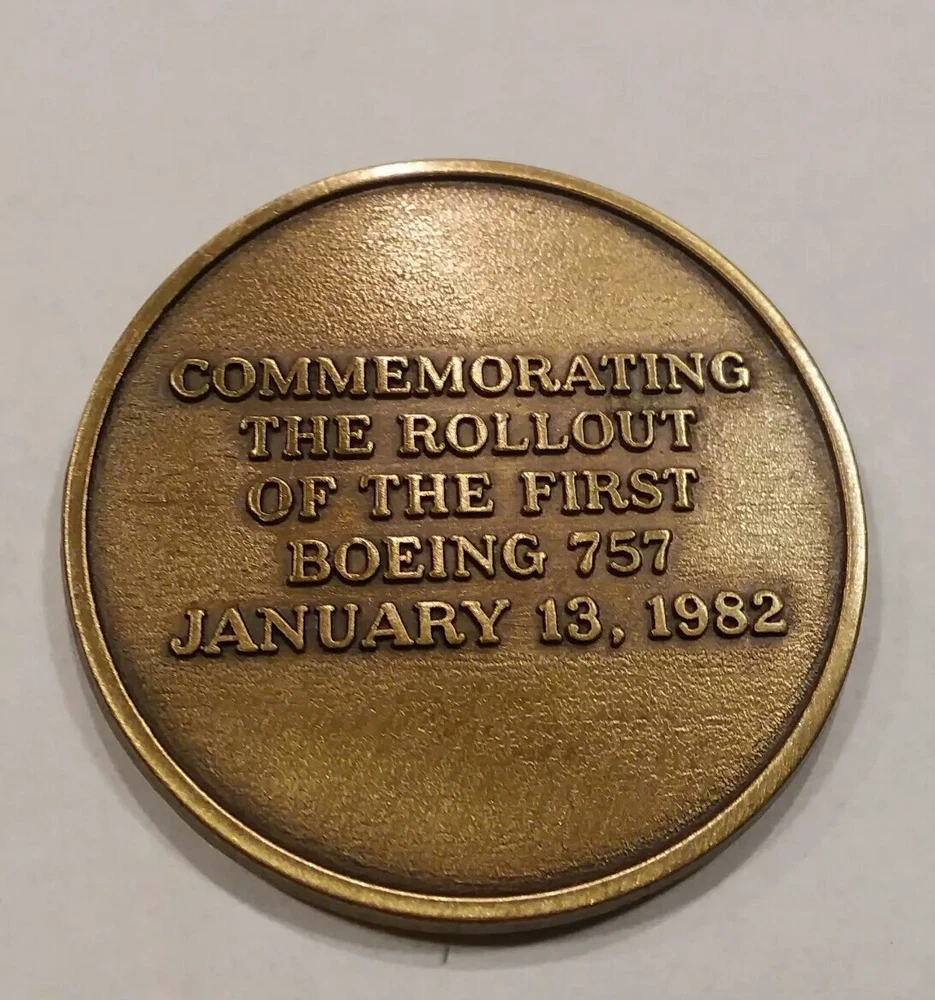 COMMEMORATING
THE ROLLOUT
OF THE FIRST
BOEING 757
JANUARY 13, 1982